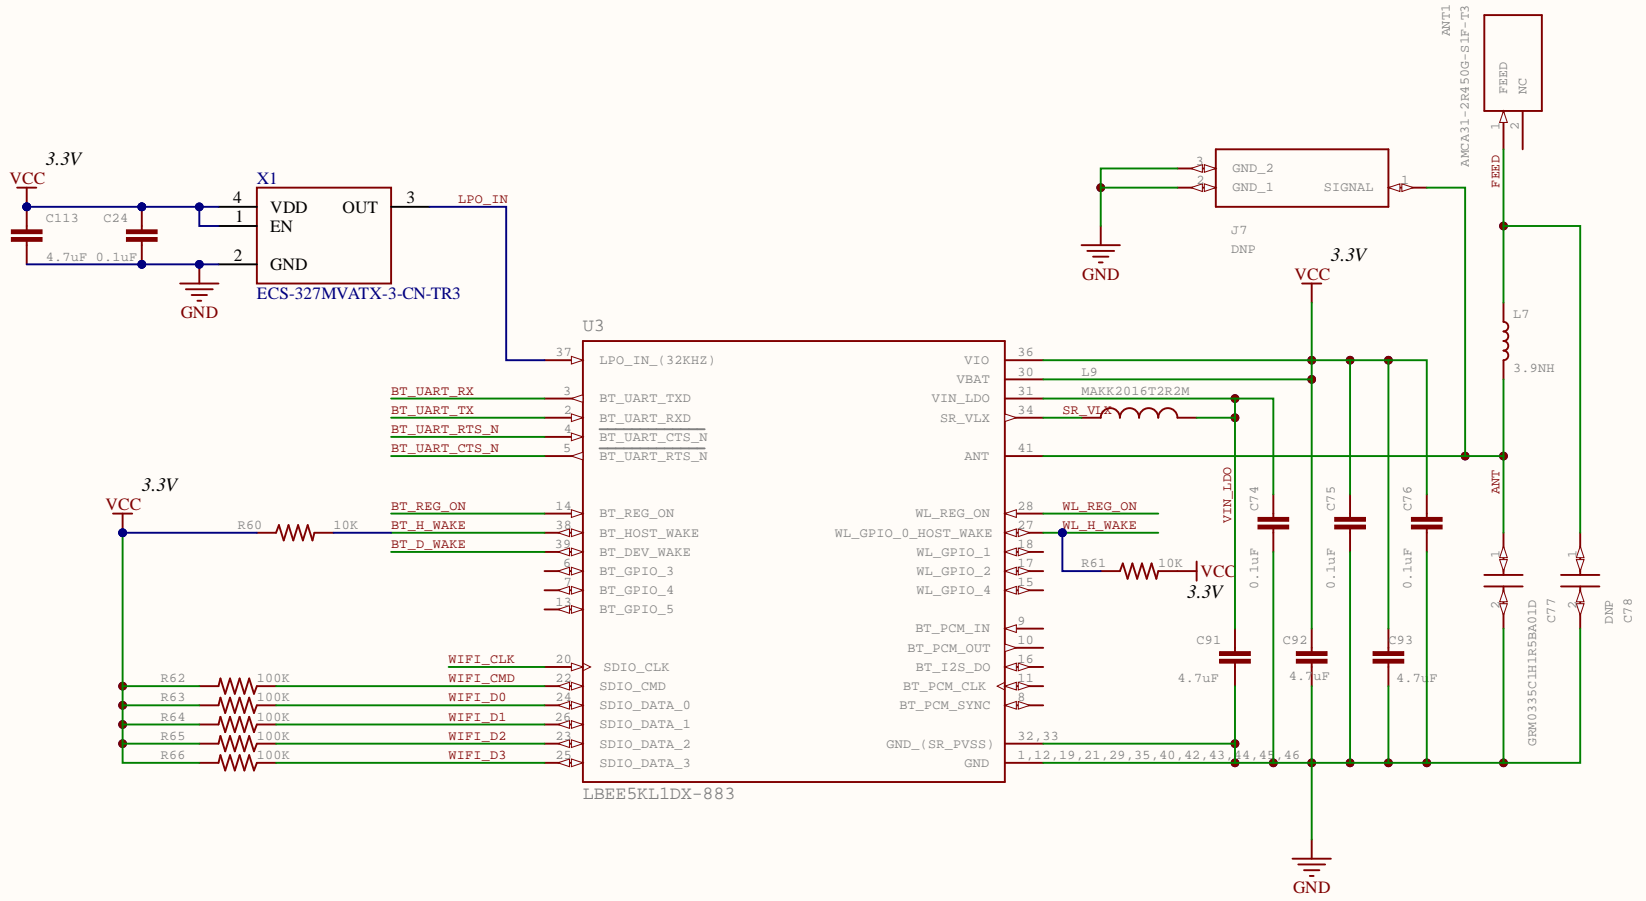 ANT1
AMCA31-2R450G-S1F-T3
FEED
NC
1
2
FEED
3.3V
VCC
C113
4.7uF
C24
0.1uF
X1
4 VDD
1 EN
2 GND
OUT 3
ECS-327MVATX-3-CN-TR3
GND
LPO_IN
3 GND_2
2 GND_1
SIGNAL 1
J7
DNP
GND
3.3V
VCC
L7
3.9NH
U3
37 LPO_IN_(32KHZ)
BT_UART_RX 3 BT_UART_TXD
BT_UART_TX 2 BT_UART_RXD
BT_UART_RTS_N 4 BT_UART_CTS_N
BT_UART_CTS_N 5 BT_UART_RTS_N
3.3V
VCC
R60 10K
BT_REG_ON 14 BT_REG_ON
BT_H_WAKE 38 BT_HOST_WAKE
BT_D_WAKE 39 BT_DEV_WAKE
6 BT_GPIO_3
7 BT_GPIO_4
13 BT_GPIO_5
WIFI_CLK 20 SDIO_CLK
R62 100K WIFI_CMD 22 SDIO_CMD
R63 100K WIFI_D0 24 SDIO_DATA_0
R64 100K WIFI_D1 26 SDIO_DATA_1
R65 100K WIFI_D2 23 SDIO_DATA_2
R66 100K WIFI_D3 25 SDIO_DATA_3
VIO 36
VBAT 30
L9
VIN_LDO 31
MAKK2016T2R2M
SR_VLX 34 SR_VLX
ANT 41
WL_REG_ON 28 WL_REG_ON
WL_GPIO_0_HOST_WAKE 27 WL_H_WAKE
WL_GPIO_1 18
WL_GPIO_2 17
R61 10K
VCC
3.3V
WL_GPIO_4 15
BT_PCM_IN 9
BT_PCM_OUT 10
BT_I2S_DO 16
BT_PCM_CLK 11
BT_PCM_SYNC 8
GND_(SR_PVSS) 32,33
GND 1,12,19,21,29,35,40,42,43,44,45,46
LBEE5KL1DX-883
VIN_LDO
C74
0.1uF
C75
0.1uF
C76
0.1uF
C91
4.7uF
C92
4.7uF
C93
4.7uF
ANT
1
2
GRM0335C1H1R5BA01D
C77
1
2
DNP
C78
GND